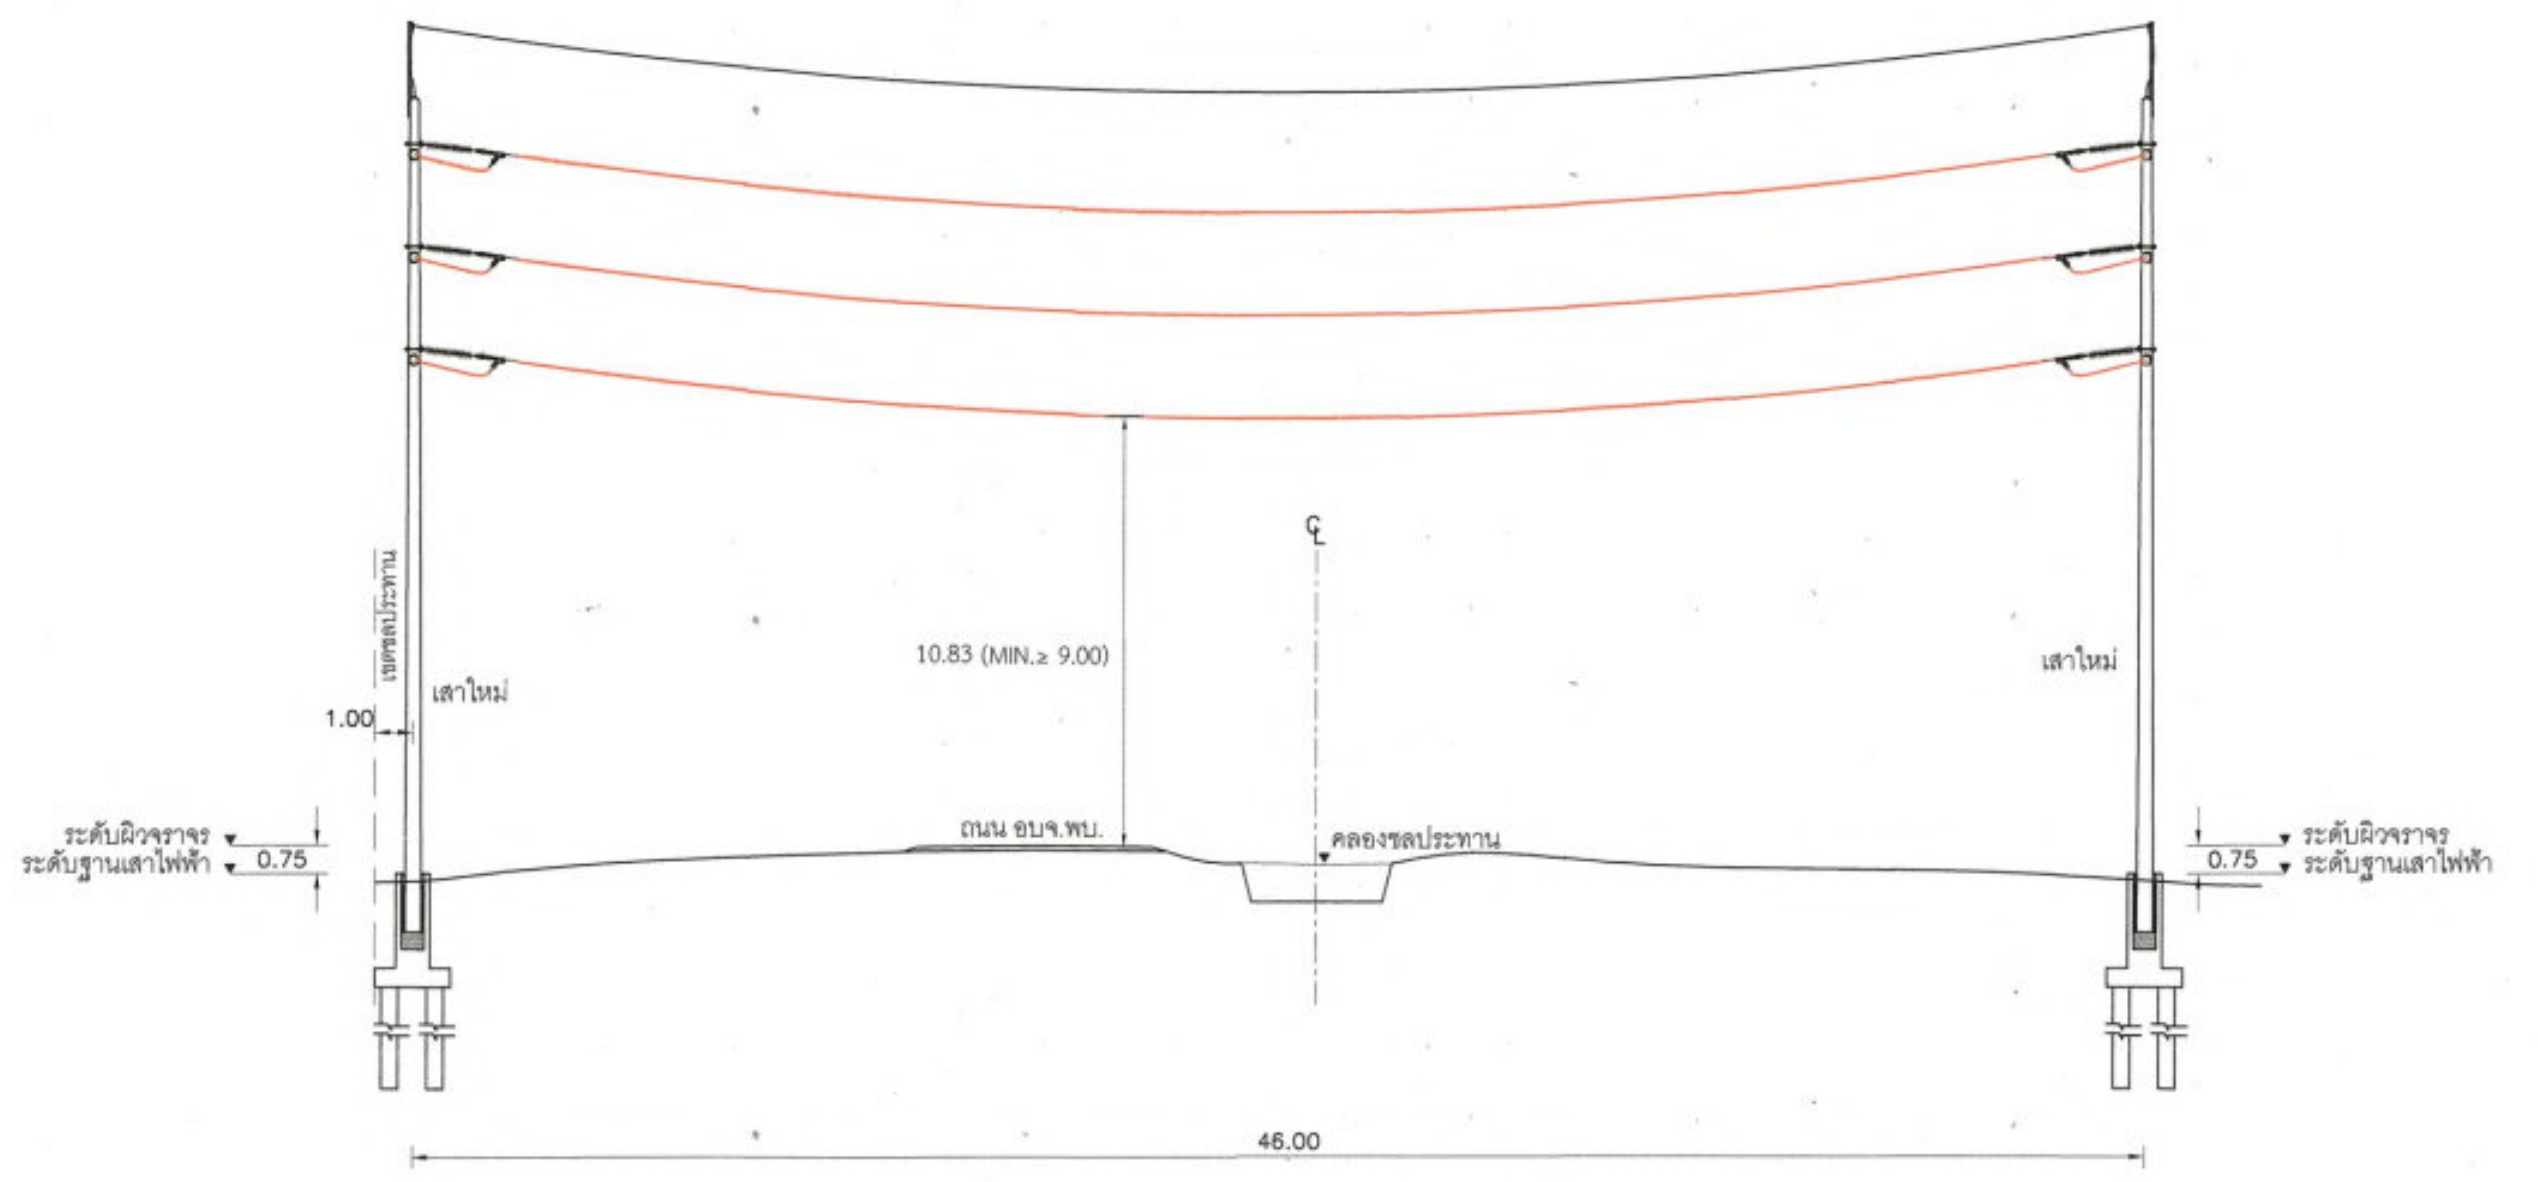 ℄
เขตชลประทาน
10.83 (MIN.≥ 9.00)
เสาใหม่
เสาใหม่
1.00
ถนน อบจ.พบ.
คลองชลประทาน
ระดับผิวจราจร
0.75
ระดับฐานเสาไฟฟ้า
ระดับผิวจราจร
0.75
ระดับฐานเสาไฟฟ้า
46.00